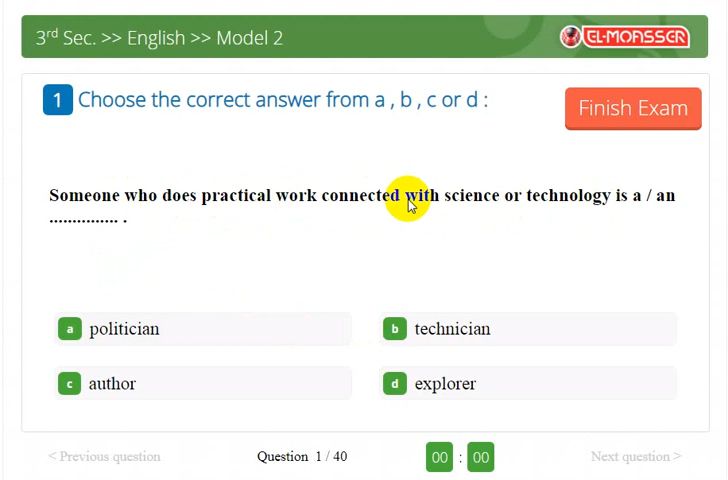 3rd Sec. >> English >> Model 2
EL-MOASSER
1 Choose the correct answer from a , b , c or d :
Finish Exam
Someone who does practical work connected with science or technology is a / an
............... .
a politician
b technician
c author
d explorer
< Previous question
Question 1 / 40
00 : 00
Next question >